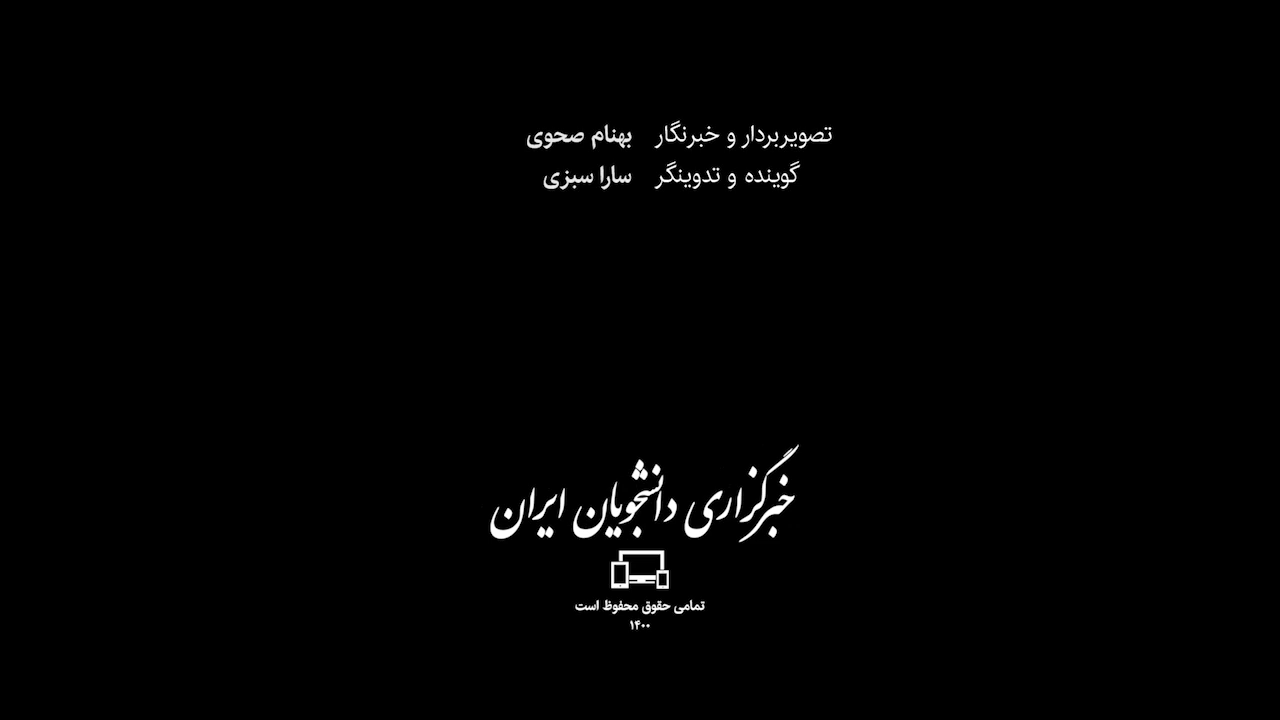 تصویربردار و خبرنگار بهنام صحوی
گوینده و تدوینگر سارا سبزی
خبرگزاری دانشجویان ایران
تمامی حقوق محفوظ است
۱۴۰۰